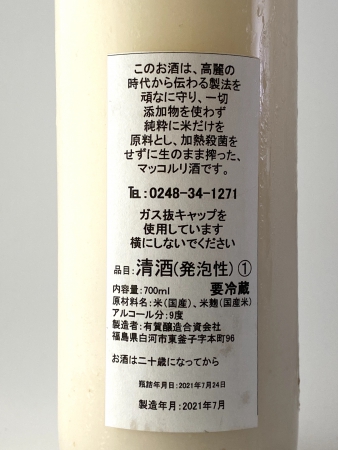 このお酒は、高麗の
時代から伝わる製法を
頑なに守り、一切
添加物を使わず
純粋に米だけを
原料とし、加熱殺菌を
せずに生のまま搾った、
マッコルリ酒です。
℡:0248-34-1271
ガス抜キャップを
使用しています
横にしないでください
品目:清酒(発泡性)①
内容量:700ml 要冷蔵
原材料名:米(国産)、米麹(国産米)
アルコール分:9度
製造者:有賀醸造合資会社
福島県白河市東釜子字本町96
お酒は二十歳になってから
瓶詰年月日:2021年7月24日
製造年月:2021年7月